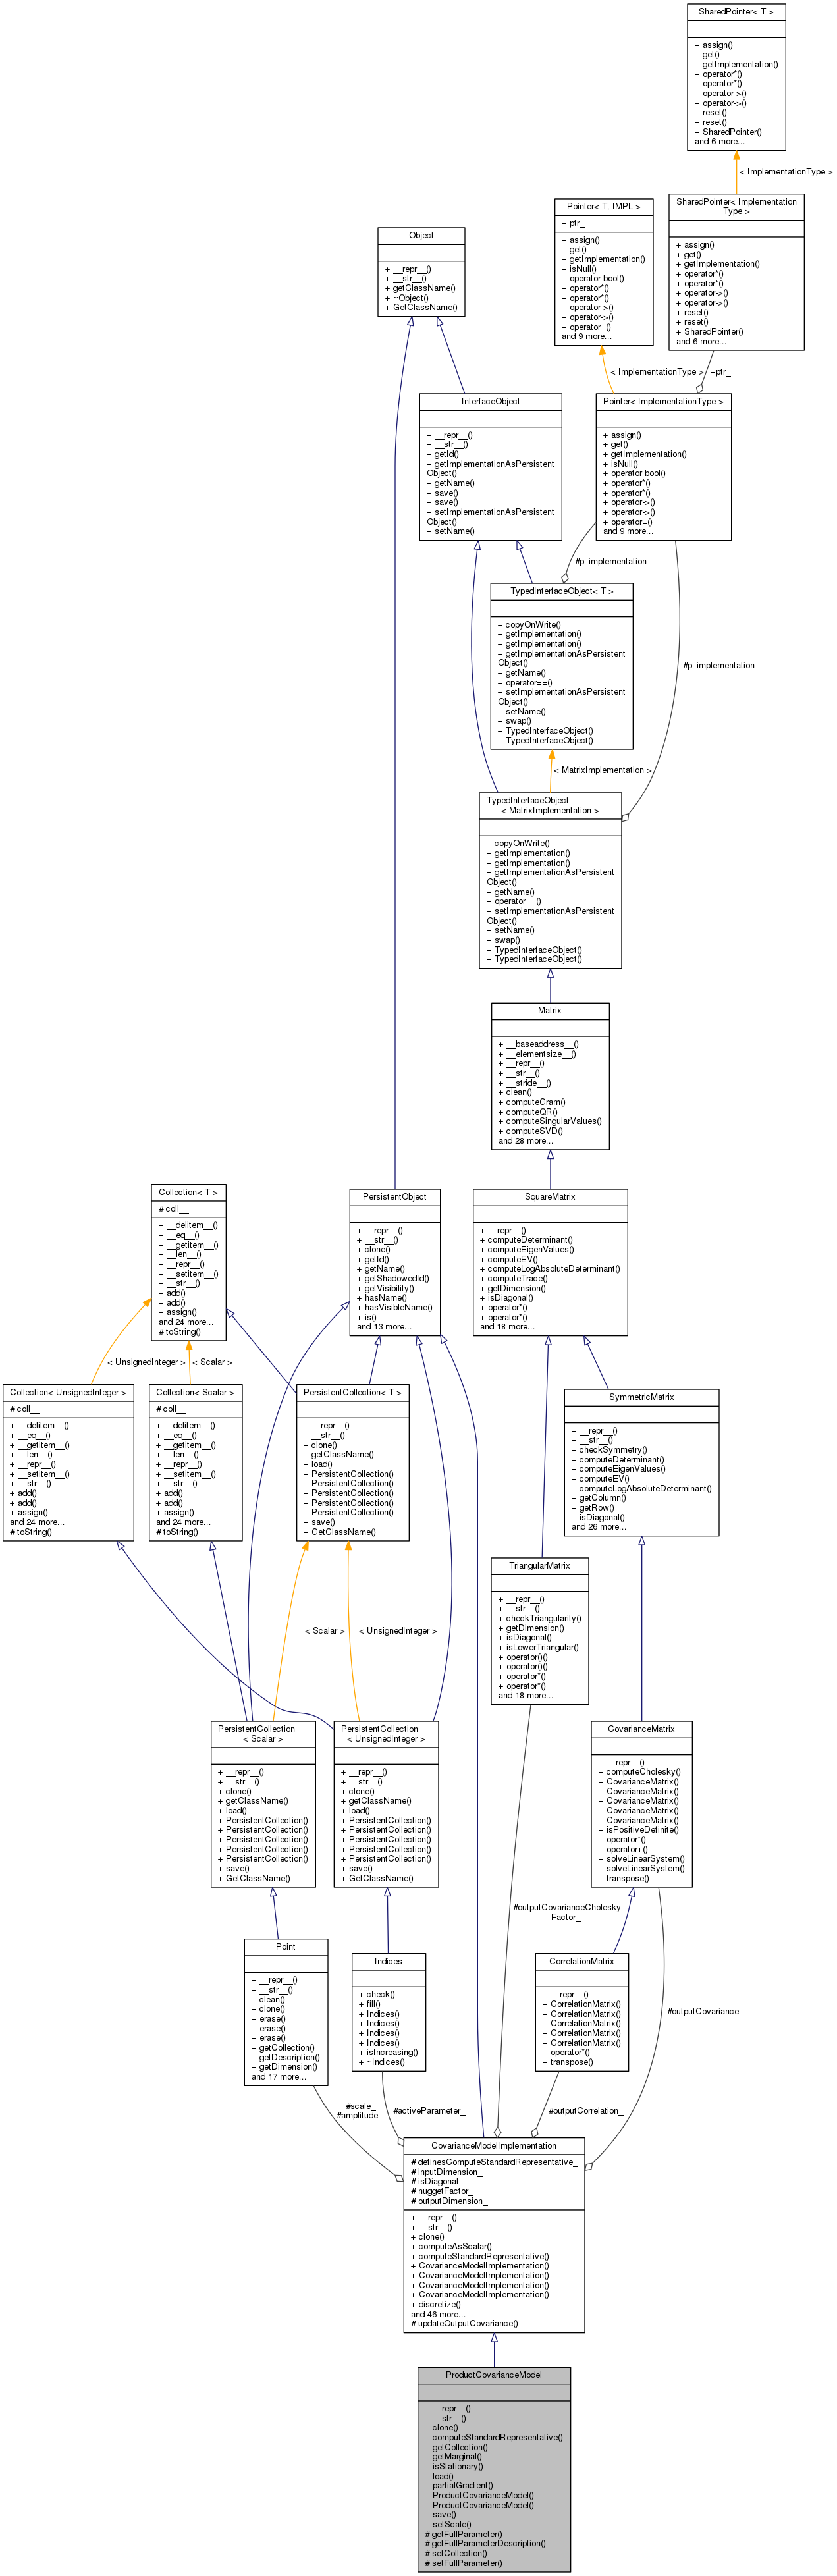 SharedPointer< T >
+ assign()
+ get()
+ getImplementation()
+ operator*()
+ operator*()
+ operator->()
+ operator->()
+ reset()
+ reset()
+ SharedPointer()
and 6 more...
< ImplementationType >
SharedPointer< Implementation
Type >
+ assign()
+ get()
+ getImplementation()
+ operator*()
+ operator*()
+ operator->()
+ operator->()
+ reset()
+ reset()
+ SharedPointer()
and 6 more...
Pointer< T, IMPL >
+ ptr_
+ assign()
+ get()
+ getImplementation()
+ isNull()
+ operator bool()
+ operator*()
+ operator*()
+ operator->()
+ operator->()
+ operator=()
and 9 more...
Object
+ __repr__()
+ __str__()
+ getClassName()
+ ~Object()
+ GetClassName()
< ImplementationType >
+ptr_
InterfaceObject
+ __repr__()
+ __str__()
+ getId()
+ getImplementationAsPersistent
Object()
+ getName()
+ save()
+ save()
+ setImplementationAsPersistent
Object()
+ setName()
Pointer< ImplementationType >
+ assign()
+ get()
+ getImplementation()
+ isNull()
+ operator bool()
+ operator*()
+ operator*()
+ operator->()
+ operator->()
+ operator=()
and 9 more...
#p_implementation_
TypedInterfaceObject< T >
+ copyOnWrite()
+ getImplementation()
+ getImplementation()
+ getImplementationAsPersistent
Object()
+ getName()
+ operator==()
+ setImplementationAsPersistent
Object()
+ setName()
+ swap()
+ TypedInterfaceObject()
+ TypedInterfaceObject()
#p_implementation_
< MatrixImplementation >
TypedInterfaceObject
< MatrixImplementation >
+ copyOnWrite()
+ getImplementation()
+ getImplementation()
+ getImplementationAsPersistent
Object()
+ getName()
+ operator==()
+ setImplementationAsPersistent
Object()
+ setName()
+ swap()
+ TypedInterfaceObject()
+ TypedInterfaceObject()
Matrix
+ __baseaddress__()
+ __elementsize__()
+ __repr__()
+ __str__()
+ __stride__()
+ clean()
+ computeGram()
+ computeQR()
+ computeSingularValues()
+ computeSVD()
and 28 more...
Collection< T >
# coll__
+ __delitem__()
+ __eq__()
+ __getitem__()
+ __len__()
+ __repr__()
+ __setitem__()
+ __str__()
+ add()
+ add()
+ assign()
and 24 more...
# toString()
PersistentObject
+ __repr__()
+ __str__()
+ clone()
+ getId()
+ getName()
+ getShadowedId()
+ getVisibility()
+ hasName()
+ hasVisibleName()
+ is()
and 13 more...
SquareMatrix
+ __repr__()
+ computeDeterminant()
+ computeEigenValues()
+ computeEV()
+ computeLogAbsoluteDeterminant()
+ computeTrace()
+ getDimension()
+ isDiagonal()
+ operator*()
+ operator*()
and 18 more...
< UnsignedInteger >
< Scalar >
Collection< UnsignedInteger >
# coll__
+ __delitem__()
+ __eq__()
+ __getitem__()
+ __len__()
+ __repr__()
+ __setitem__()
+ __str__()
+ add()
+ add()
+ assign()
and 24 more...
# toString()
Collection< Scalar >
# coll__
+ __delitem__()
+ __eq__()
+ __getitem__()
+ __len__()
+ __repr__()
+ __setitem__()
+ __str__()
+ add()
+ add()
+ assign()
and 24 more...
# toString()
PersistentCollection< T >
+ __repr__()
+ __str__()
+ clone()
+ getClassName()
+ load()
+ PersistentCollection()
+ PersistentCollection()
+ PersistentCollection()
+ PersistentCollection()
+ PersistentCollection()
+ save()
+ GetClassName()
SymmetricMatrix
+ __repr__()
+ __str__()
+ checkSymmetry()
+ computeDeterminant()
+ computeEigenValues()
+ computeEV()
+ computeLogAbsoluteDeterminant()
+ getColumn()
+ getRow()
+ isDiagonal()
and 26 more...
TriangularMatrix
+ __repr__()
+ __str__()
+ checkTriangularity()
+ getDimension()
+ isDiagonal()
+ isLowerTriangular()
+ operator()()
+ operator()()
+ operator*()
+ operator*()
and 18 more...
< Scalar >
< UnsignedInteger >
PersistentCollection
< Scalar >
+ __repr__()
+ __str__()
+ clone()
+ getClassName()
+ load()
+ PersistentCollection()
+ PersistentCollection()
+ PersistentCollection()
+ PersistentCollection()
+ PersistentCollection()
+ save()
+ GetClassName()
PersistentCollection
< UnsignedInteger >
+ __repr__()
+ __str__()
+ clone()
+ getClassName()
+ load()
+ PersistentCollection()
+ PersistentCollection()
+ PersistentCollection()
+ PersistentCollection()
+ PersistentCollection()
+ save()
+ GetClassName()
CovarianceMatrix
+ __repr__()
+ computeCholesky()
+ CovarianceMatrix()
+ CovarianceMatrix()
+ CovarianceMatrix()
+ CovarianceMatrix()
+ CovarianceMatrix()
+ isPositiveDefinite()
+ operator*()
+ operator+()
+ solveLinearSystem()
+ solveLinearSystem()
+ transpose()
#outputCovarianceCholesky
Factor_
Point
+ __repr__()
+ __str__()
+ clean()
+ clone()
+ erase()
+ erase()
+ erase()
+ getCollection()
+ getDescription()
+ getDimension()
and 17 more...
Indices
+ check()
+ fill()
+ Indices()
+ Indices()
+ Indices()
+ Indices()
+ isIncreasing()
+ ~Indices()
CorrelationMatrix
+ __repr__()
+ CorrelationMatrix()
+ CorrelationMatrix()
+ CorrelationMatrix()
+ CorrelationMatrix()
+ CorrelationMatrix()
+ operator*()
+ transpose()
#outputCovariance_
#scale_
#amplitude_
#activeParameter_
#outputCorrelation_
CovarianceModelImplementation
# definesComputeStandardRepresentative_
# inputDimension_
# isDiagonal_
# nuggetFactor_
# outputDimension_
+ __repr__()
+ __str__()
+ clone()
+ computeAsScalar()
+ computeStandardRepresentative()
+ CovarianceModelImplementation()
+ CovarianceModelImplementation()
+ CovarianceModelImplementation()
+ CovarianceModelImplementation()
+ discretize()
and 46 more...
# updateOutputCovariance()
ProductCovarianceModel
+ __repr__()
+ __str__()
+ clone()
+ computeStandardRepresentative()
+ getCollection()
+ getMarginal()
+ isStationary()
+ load()
+ partialGradient()
+ ProductCovarianceModel()
+ ProductCovarianceModel()
+ save()
+ setScale()
# getFullParameter()
# getFullParameterDescription()
# setCollection()
# setFullParameter()